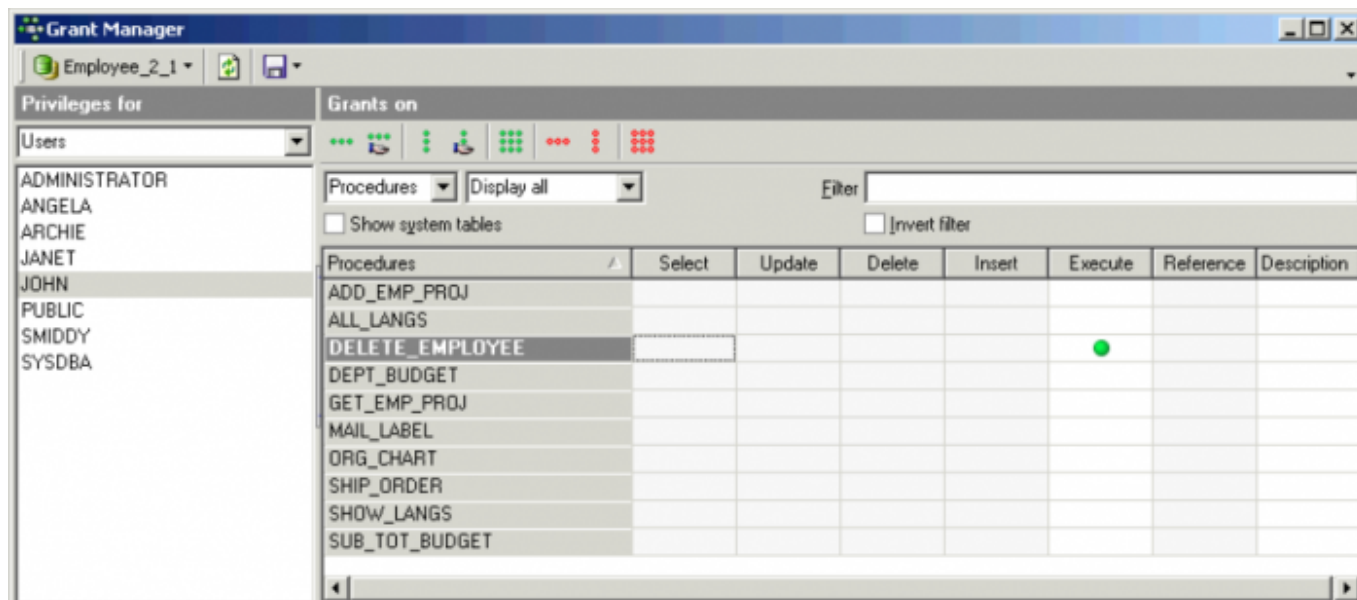 Grant Manager
Employee_2_1
Privileges for
Grants on
Users
ADMINISTRATOR
ANGELA
ARCHIE
JANET
JOHN
PUBLIC
SMIDDY
SYSDBA
Procedures Display all Filter
Show system tables Invert filter
Procedures Select Update Delete Insert Execute Reference Description
ADD_EMP_PROJ
ALL_LANGS
DELETE_EMPLOYEE
DEPT_BUDGET
GET_EMP_PROJ
MAIL_LABEL
ORG_CHART
SHIP_ORDER
SHOW_LANGS
SUB_TOT_BUDGET